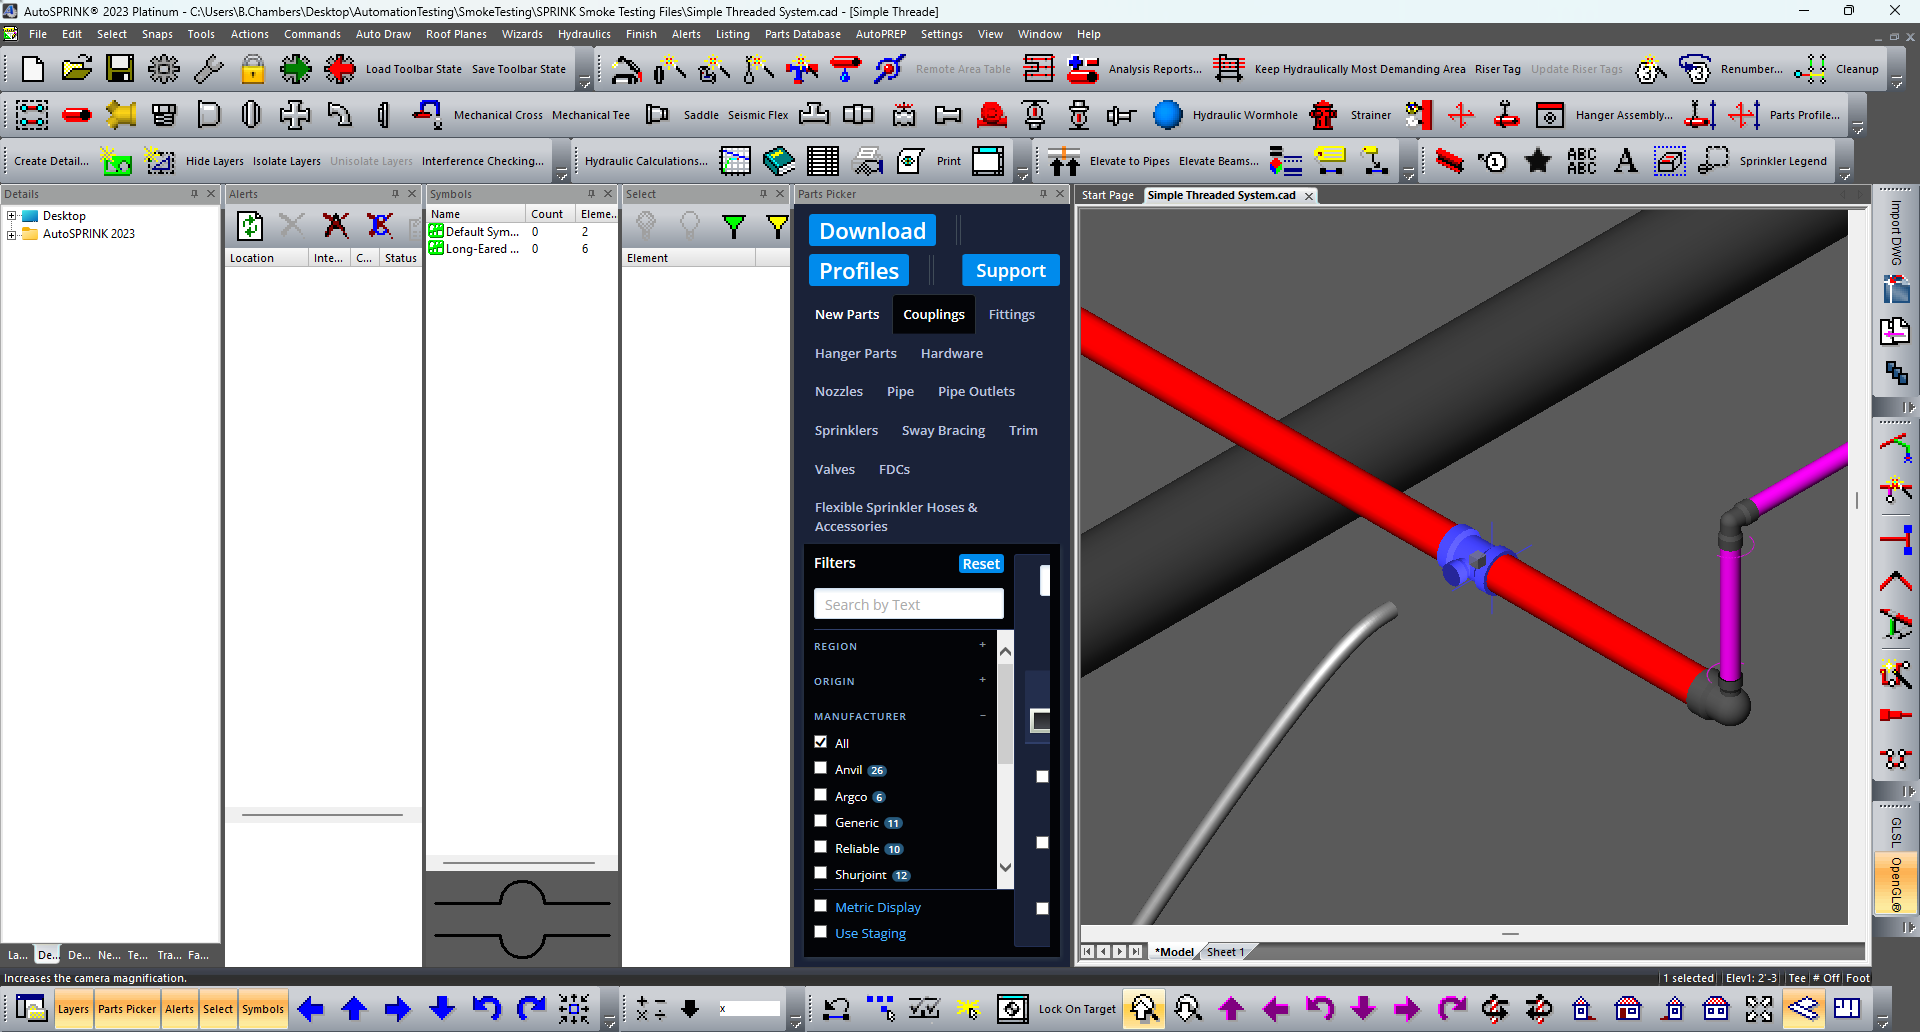 AutoSPRINK® 2023 Platinum - C:\Users\B.Chambers\Desktop\AutomationTesting\SmokeTesting\SPRINK Smoke Testing Files\Simple Threaded System.cad - [Simple Threade]
File Edit Select Snaps Tools Actions Commands Auto Draw Roof Planes Wizards Hydraulics Finish Alerts Listing Parts Database AutoPREP Settings View Window Help
Load Toolbar State Save Toolbar State Remote Area Table Analysis Reports... Keep Hydraulically Most Demanding Area Riser Tag Update Riser Tags 3 3 Renumber... Cleanup
Mechanical Cross Mechanical Tee Saddle Seismic Flex Hydraulic Wormhole Strainer Hanger Assembly... Parts Profile...
Create Detail... Hide Layers Isolate Layers Unisolate Layers Interference Checking... Hydraulic Calculations... Print Elevate to Pipes Elevate Beams... 1 ABC ABC A Sprinkler Legend
Details Alerts Symbols Select Parts Picker Start Page Simple Threaded System.cad
Desktop
AutoSPRINK 2023
Location Inte... C... Status
Name Count Eleme...
Default Sym... 0 2
Long-Eared ... 0 6
Element
Download
Profiles Support
New Parts Couplings Fittings
Hanger Parts Hardware
Nozzles Pipe Pipe Outlets
Sprinklers Sway Bracing Trim
Valves FDCs
Flexible Sprinkler Hoses &
Accessories
Filters Reset
Search by Text
REGION +
ORIGIN +
MANUFACTURER −
All
Anvil 26
Argco 6
Generic 11
Reliable 10
Shurjoint 12
Metric Display
Use Staging
Import DWG
GLSL
OpenGL®
La... De... De... Ne... Te... Tra... Fa...
*Model Sheet 1
Increases the camera magnification.
1 selected Elev1: 2'-3 Tee # Off Foot
Layers Parts Picker Alerts Select Symbols x Lock On Target